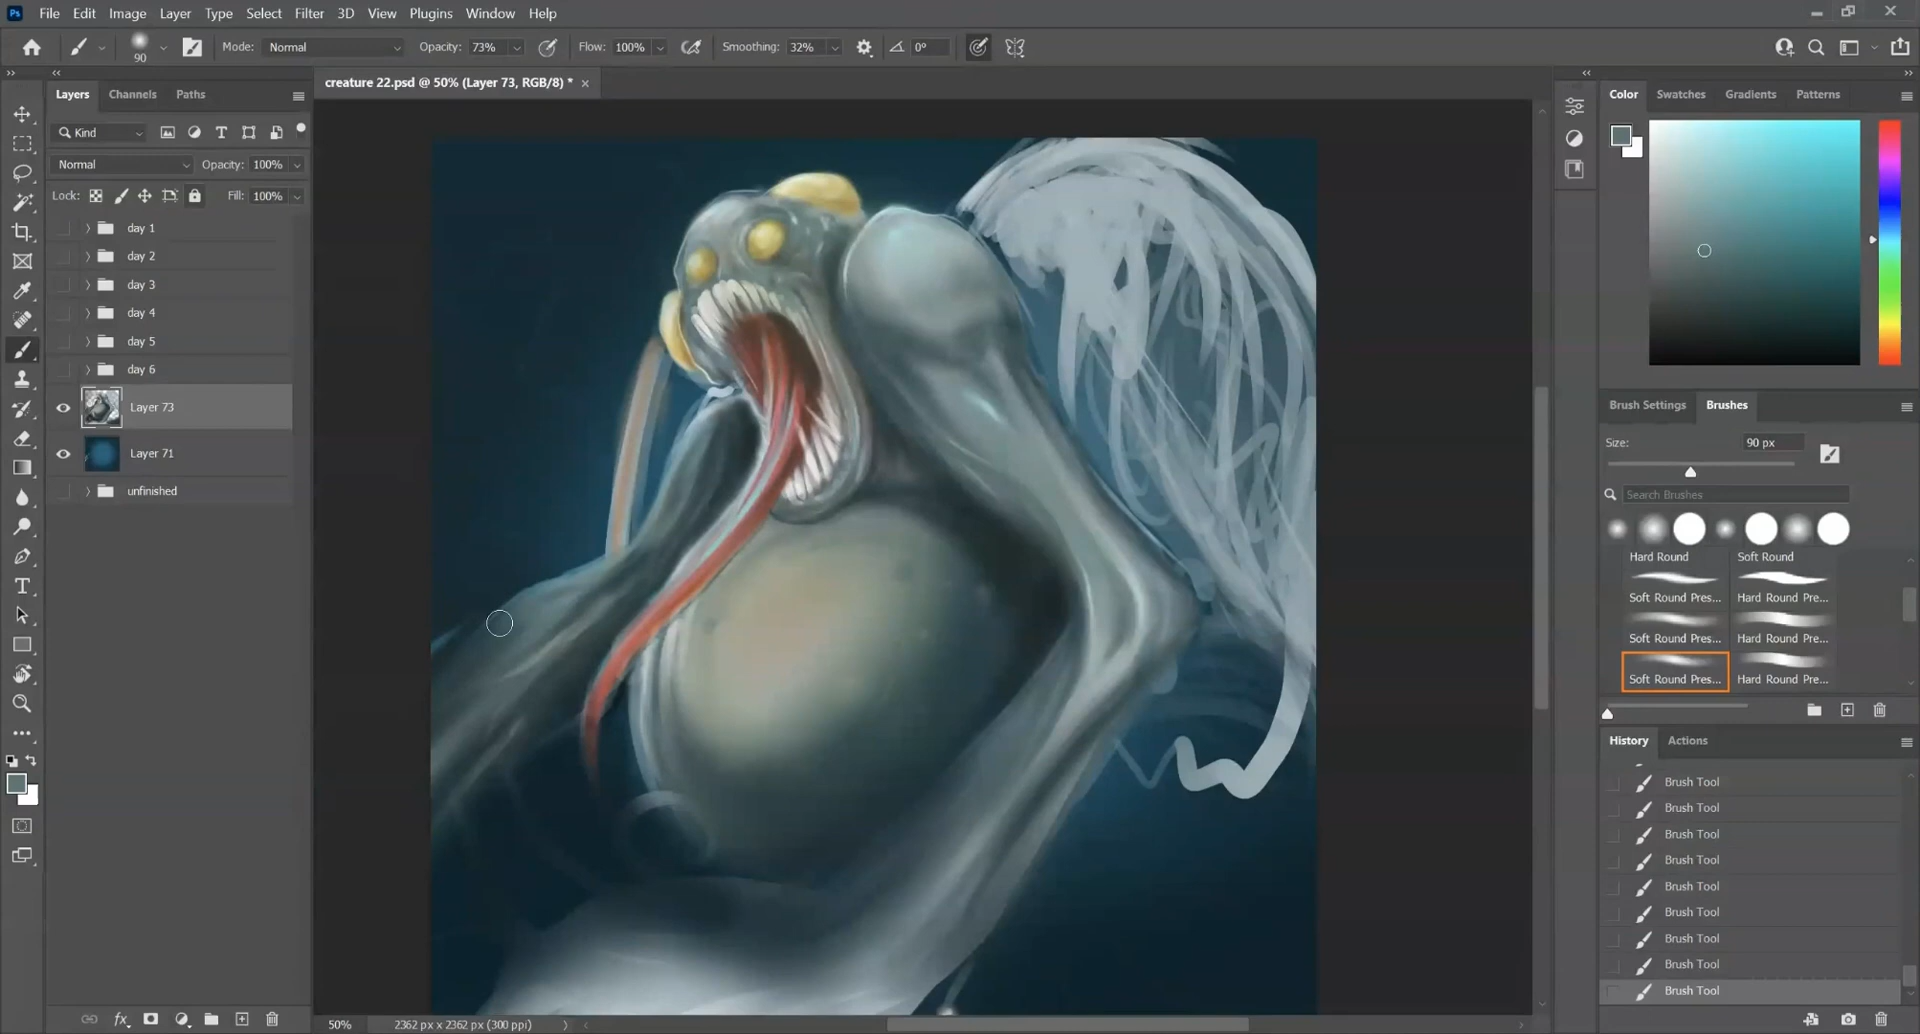 Ps File Edit Image Layer Type Select Filter 3D View Plugins Window Help
90 Mode: Normal Opacity: 73% Flow: 100% Smoothing: 32% 0°
Layers Channels Paths
creature 22.psd @ 50% (Layer 73, RGB/8) *
Kind
Normal Opacity: 100%
Lock: Fill: 100%
day 1
day 2
day 3
day 4
day 5
day 6
Layer 73
Layer 71
unfinished
50% 2362 px x 2362 px (300 ppi)
Color Swatches Gradients Patterns
Brush Settings Brushes
Size: 90 px
Search Brushes
Hard Round Soft Round
Soft Round Pres... Hard Round Pre...
Soft Round Pres... Hard Round Pre...
Soft Round Pres... Hard Round Pre...
History Actions
Brush Tool
Brush Tool
Brush Tool
Brush Tool
Brush Tool
Brush Tool
Brush Tool
Brush Tool
Brush Tool